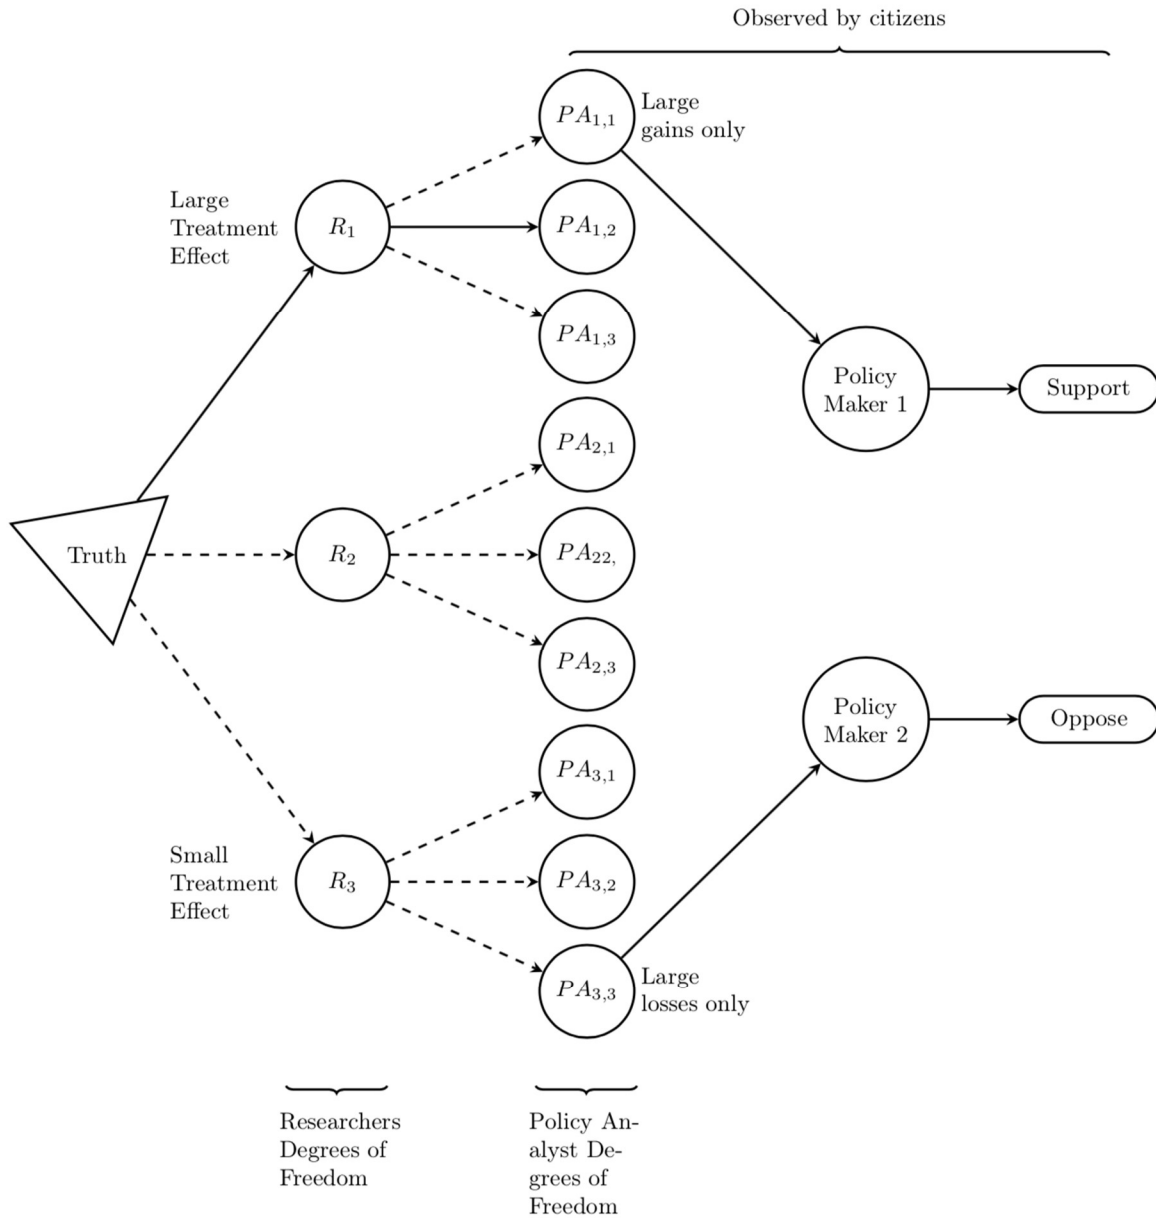 Observed by citizens
PA1,1
Large
gains only
Large
Treatment
Effect
R1
PA1,2
PA1,3
Policy
Maker 1
Support
PA2,1
Truth
R2
PA22,
PA2,3
Policy
Maker 2
Oppose
PA3,1
Small
Treatment
Effect
R3
PA3,2
PA3,3
Large
losses only
Researchers
Degrees of
Freedom
Policy An-
alyst De-
grees of
Freedom